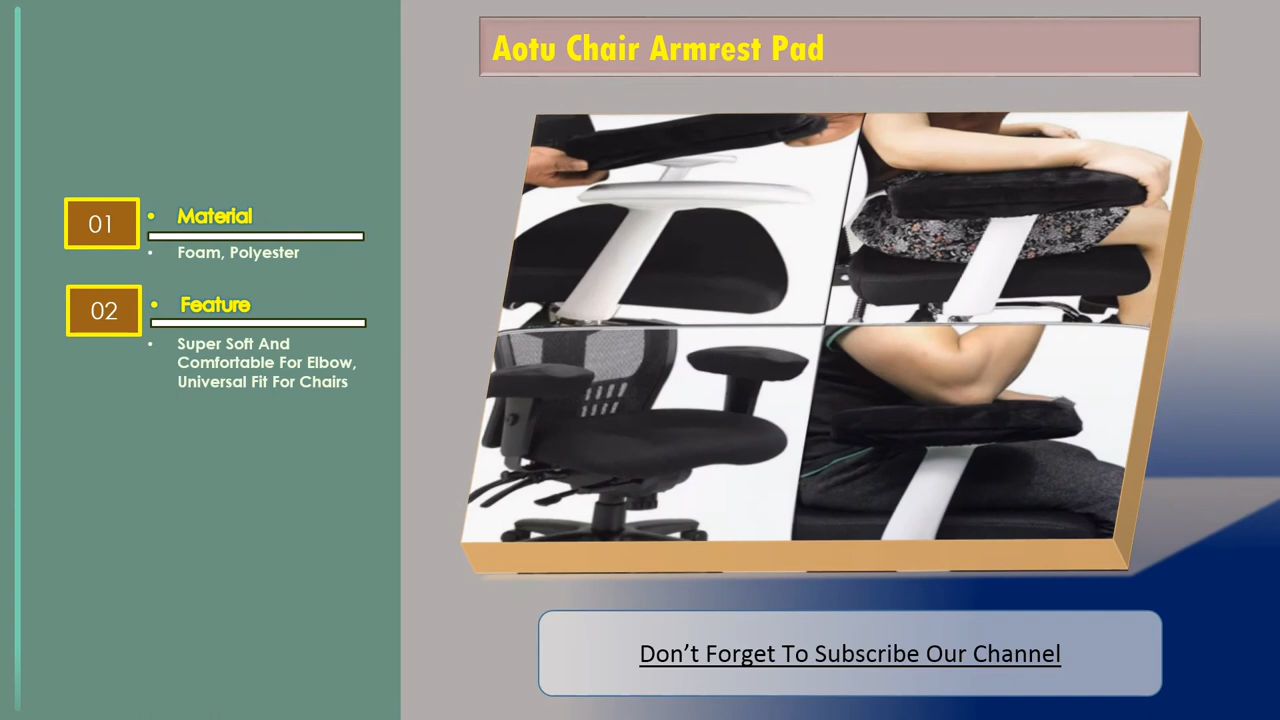 Aotu Chair Armrest Pad
01
• Material
• Foam, Polyester
02
• Feature
• Super Soft And
Comfortable For Elbow,
Universal Fit For Chairs
Don’t Forget To Subscribe Our Channel